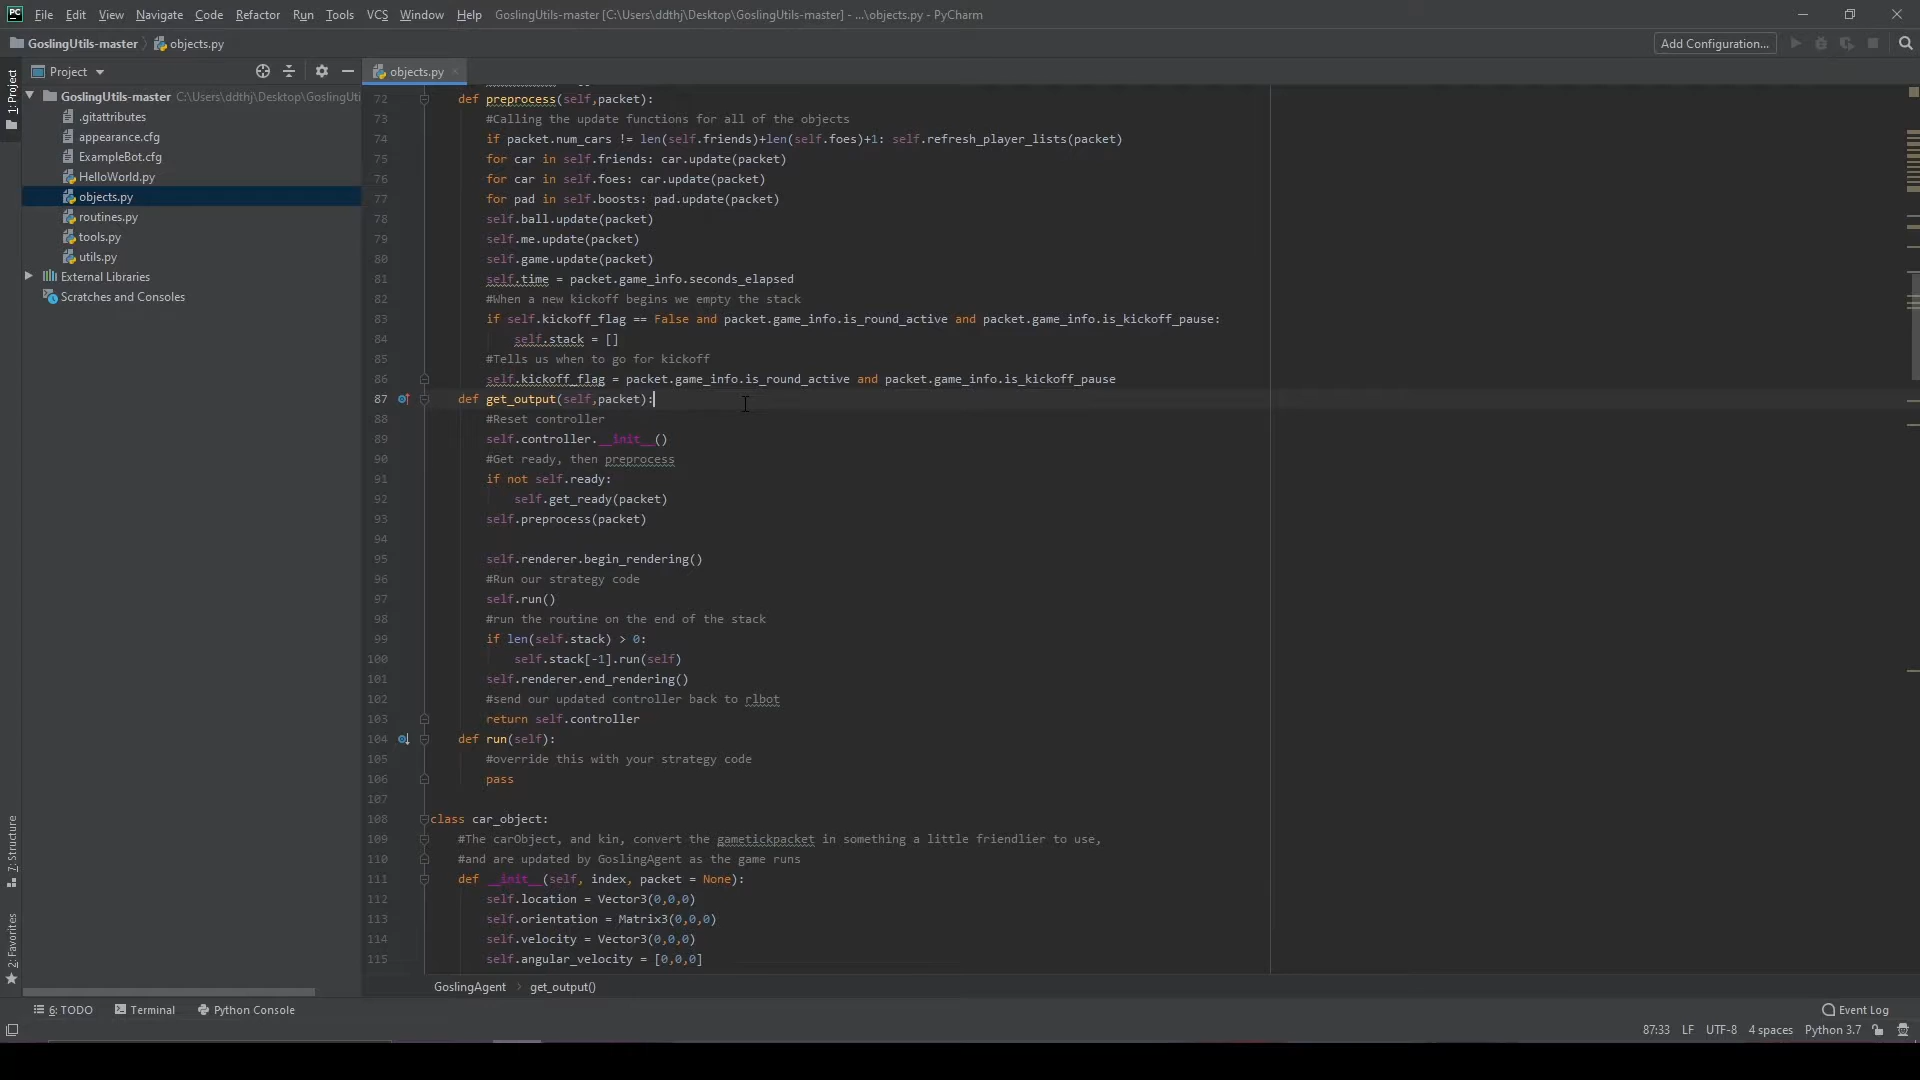 PC File Edit View Navigate Code Refactor Run Tools VCS Window Help GoslingUtils-master [C:\Users\ddthj\Desktop\GoslingUtils-master] - ...\objects.py - PyCharm
GoslingUtils-master objects.py Add Configuration...
1: Project
Project
objects.py
GoslingUtils-master C:\Users\ddthj\Desktop\GoslingUti
.gitattributes
appearance.cfg
ExampleBot.cfg
HelloWorld.py
objects.py
routines.py
tools.py
utils.py
External Libraries
Scratches and Consoles
7: Structure
2: Favorites
72 def preprocess(self,packet):
73 #Calling the update functions for all of the objects
74 if packet.num_cars != len(self.friends)+len(self.foes)+1: self.refresh_player_lists(packet)
75 for car in self.friends: car.update(packet)
76 for car in self.foes: car.update(packet)
77 for pad in self.boosts: pad.update(packet)
78 self.ball.update(packet)
79 self.me.update(packet)
80 self.game.update(packet)
81 self.time = packet.game_info.seconds_elapsed
82 #When a new kickoff begins we empty the stack
83 if self.kickoff_flag == False and packet.game_info.is_round_active and packet.game_info.is_kickoff_pause:
84 self.stack = []
85 #Tells us when to go for kickoff
86 self.kickoff_flag = packet.game_info.is_round_active and packet.game_info.is_kickoff_pause
87 def get_output(self,packet):
88 #Reset controller
89 self.controller.__init__()
90 #Get ready, then preprocess
91 if not self.ready:
92 self.get_ready(packet)
93 self.preprocess(packet)
94
95 self.renderer.begin_rendering()
96 #Run our strategy code
97 self.run()
98 #run the routine on the end of the stack
99 if len(self.stack) > 0:
100 self.stack[-1].run(self)
101 self.renderer.end_rendering()
102 #send our updated controller back to rlbot
103 return self.controller
104 def run(self):
105 #override this with your strategy code
106 pass
107
108 class car_object:
109 #The carObject, and kin, convert the gametickpacket in something a little friendlier to use,
110 #and are updated by GoslingAgent as the game runs
111 def __init__(self, index, packet = None):
112 self.location = Vector3(0,0,0)
113 self.orientation = Matrix3(0,0,0)
114 self.velocity = Vector3(0,0,0)
115 self.angular_velocity = [0,0,0]
GoslingAgent › get_output()
6: TODO Terminal Python Console Event Log
87:33 LF UTF-8 4 spaces Python 3.7